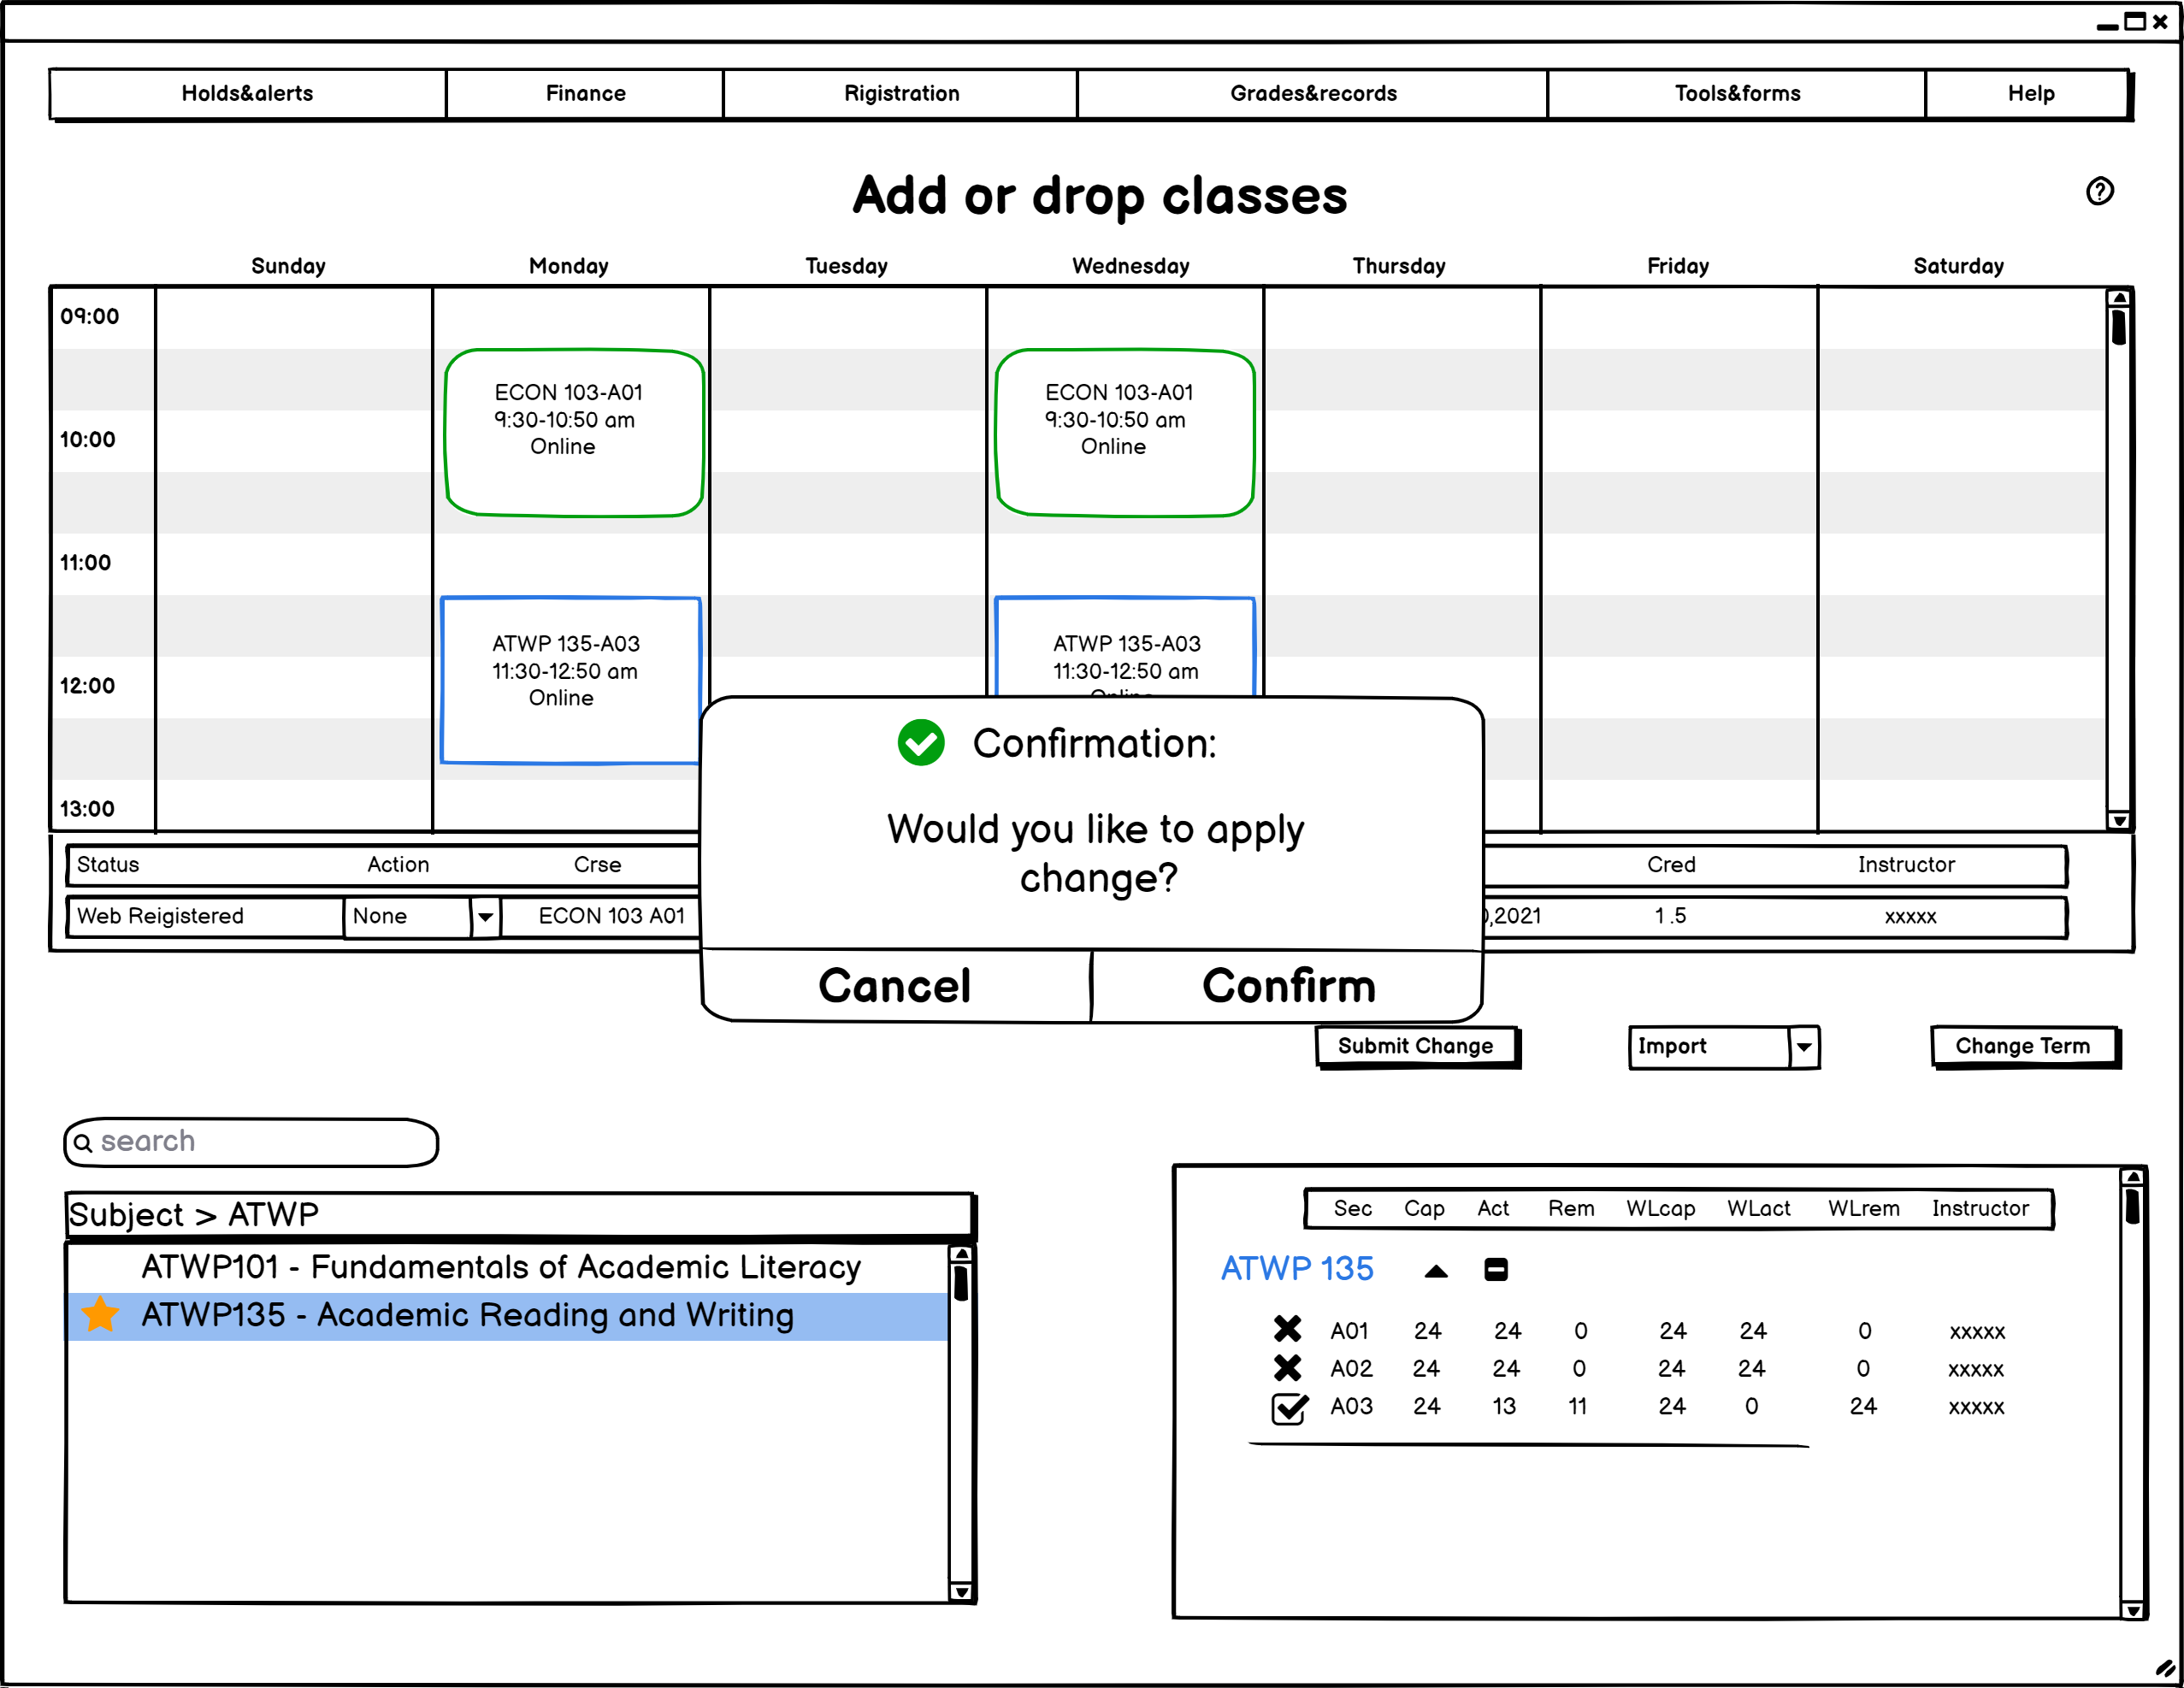 Holds&alerts Finance Rigistration Grades&records Tools&forms Help
Add or drop classes
?
Sunday Monday Tuesday Wednesday Thursday Friday Saturday
09:00
ECON 103-A01 ECON 103-A01
9:30-10:50 am 9:30-10:50 am
10:00
Online Online
11:00
ATWP 135-A03 ATWP 135-A03
11:30-12:50 am 11:30-12:50 am
12:00
Online Online
Confirmation:
13:00
Would you like to apply
change?
Status Action Crse Cred Instructor
Web Reigistered None ECON 103 A01 ,2021 1.5 xxxxx
Cancel Confirm
Submit Change Import Change Term
search
Subject > ATWP
ATWP101 - Fundamentals of Academic Literacy
ATWP135 - Academic Reading and Writing
Sec Cap Act Rem WLcap WLact WLrem Instructor
ATWP 135
A01 24 24 0 24 24 0 xxxxx
A02 24 24 0 24 24 0 xxxxx
A03 24 13 11 24 0 24 xxxxx